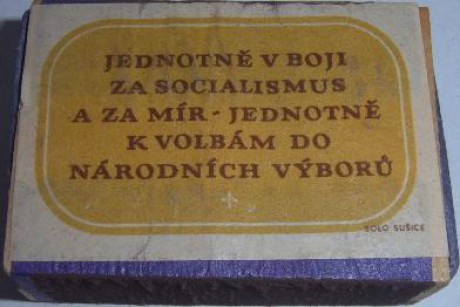 JEDNOTNĚ V BOJI
ZA SOCIALISMUS
A ZA MÍR - JEDNOTNĚ
K VOLBÁM DO
NÁRODNÍCH VÝBORŮ
SOLO SUŠICE